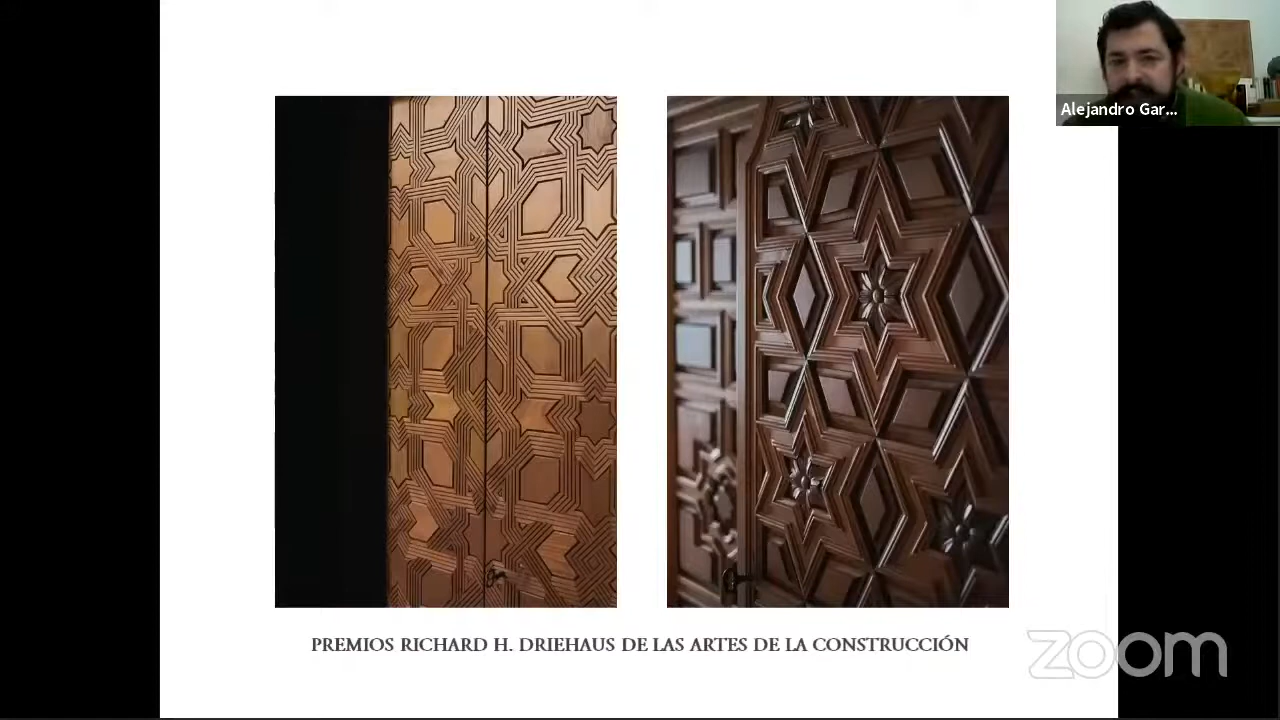 Alejandro Gar...
PREMIOS RICHARD H. DRIEHAUS DE LAS ARTES DE LA CONSTRUCCIÓN
zoom